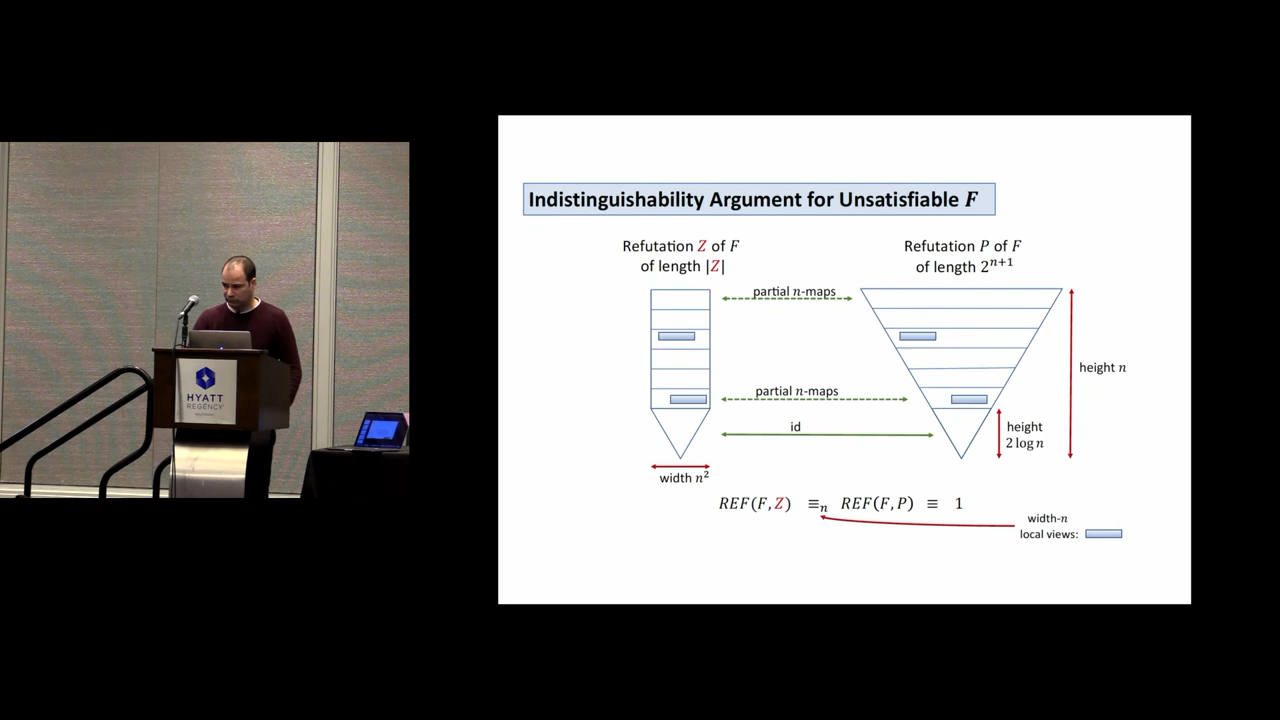 Indistinguishability Argument for Unsatisfiable F
Refutation Z of F
of length |Z|
Refutation P of F
of length 2ⁿ⁺¹
partial n-maps
height n
partial n-maps
id
height
2 log n
width n²
REF(F, Z) ≡ₙ REF(F, P) ≡ 1
width-n
local views:
HYATT
REGENCY